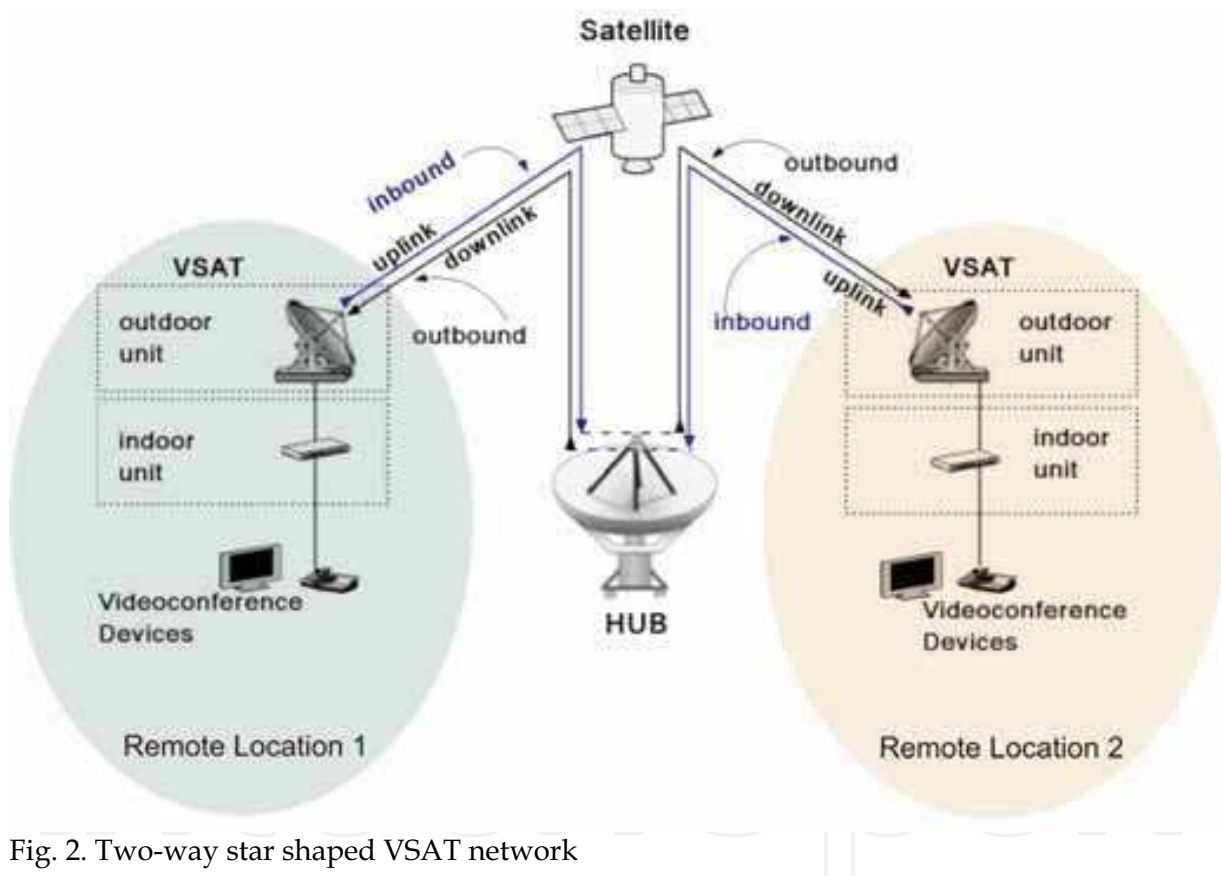 Satellite
inbound
outbound
uplink
downlink
downlink
uplink
VSAT
VSAT
outdoor
unit
outbound
inbound
outdoor
unit
indoor
unit
indoor
unit
HUB
Videoconference
Devices
Videoconference
Devices
Remote Location 1
Remote Location 2
Fig. 2. Two-way star shaped VSAT network